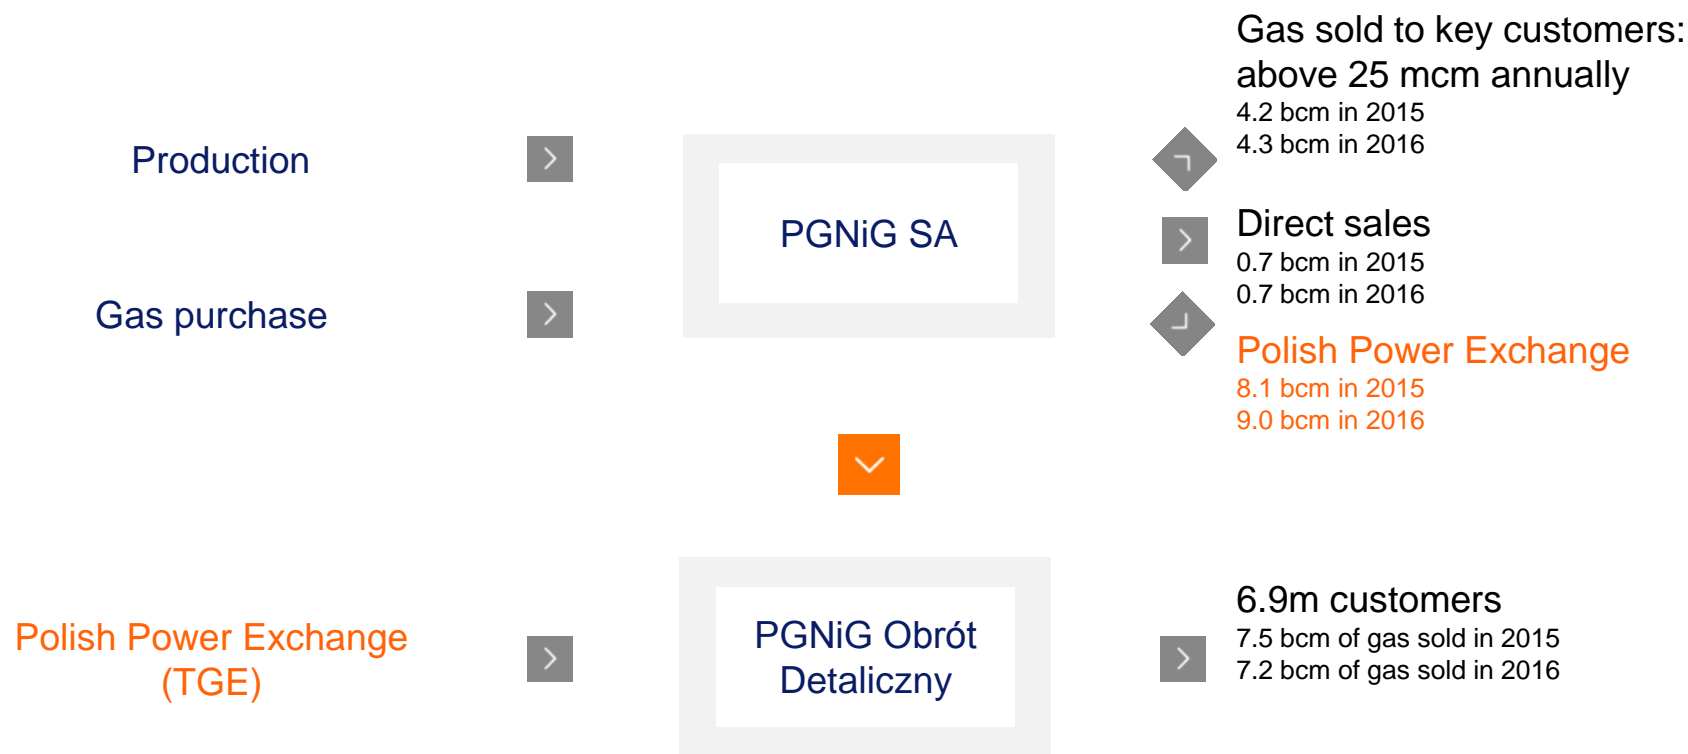 Gas sold to key customers:
above 25 mcm annually
4.2 bcm in 2015
4.3 bcm in 2016
Production
PGNiG SA
Direct sales
0.7 bcm in 2015
0.7 bcm in 2016
Gas purchase
Polish Power Exchange
8.1 bcm in 2015
9.0 bcm in 2016
Polish Power Exchange
(TGE)
PGNiG Obrót
Detaliczny
6.9m customers
7.5 bcm of gas sold in 2015
7.2 bcm of gas sold in 2016